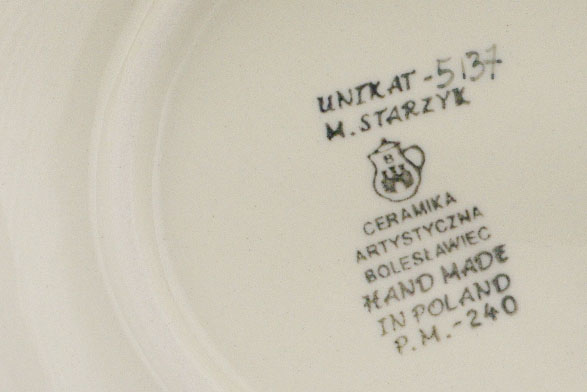 UNIKAT-5137
M. STARZYK
CERAMIKA
ARTYSTYCZNA
BOLESŁAWIEC
HAND MADE
IN POLAND
P.M.-240